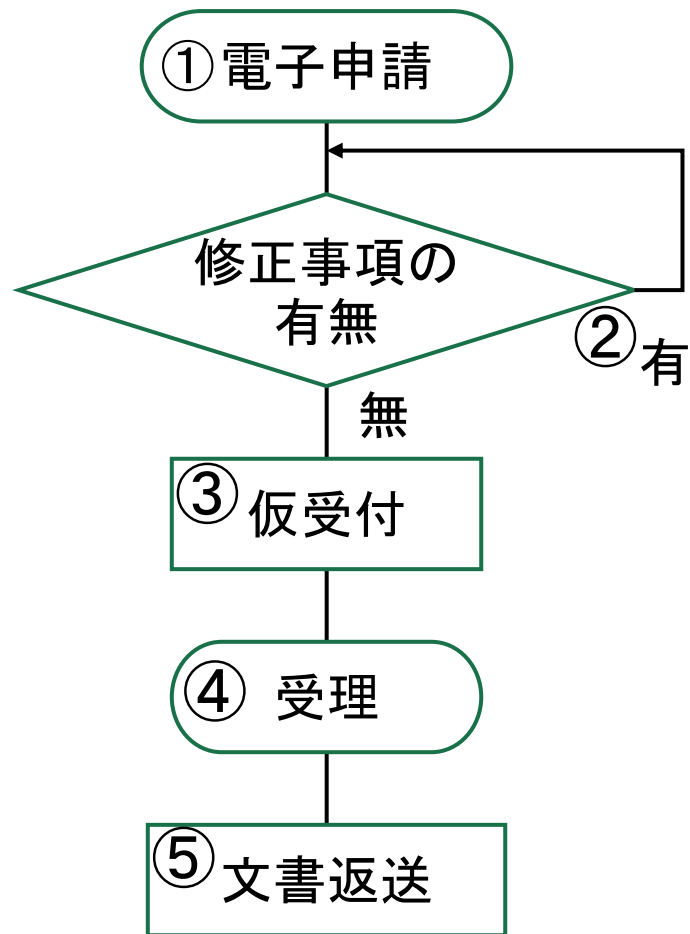 ①電子申請
修正事項の
有無
②有
無
③仮受付
④ 受理
⑤文書返送